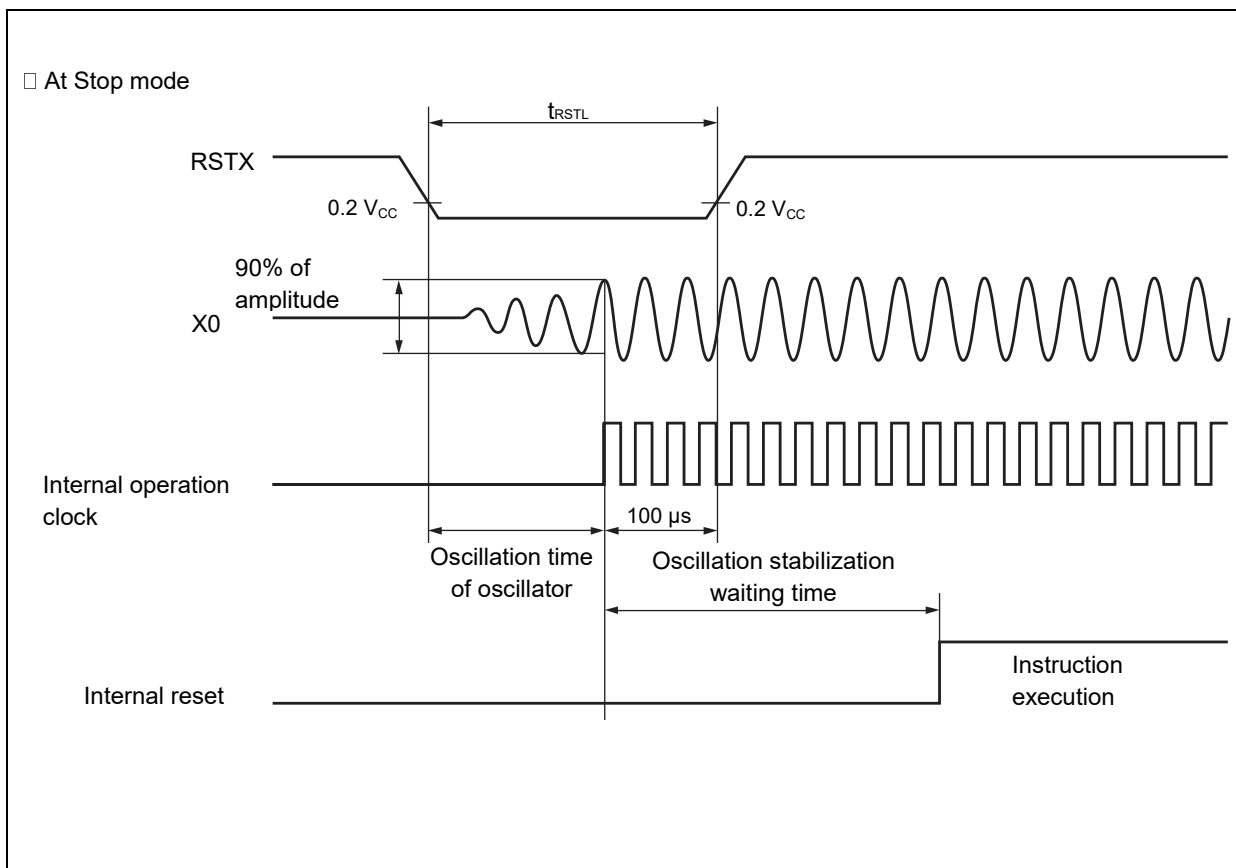 □ At Stop mode
tRSTL
RSTX
0.2 VCC
0.2 VCC
90% of
amplitude
X0
Internal operation
clock
100 µs
Oscillation time
of oscillator
Oscillation stabilization
waiting time
Internal reset
Instruction
execution